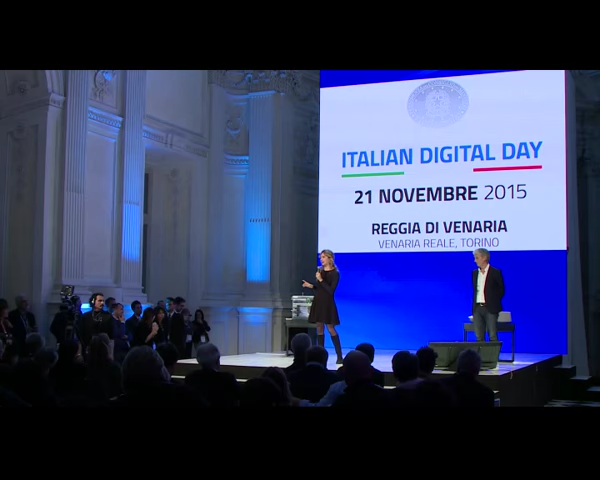 ITALIAN DIGITAL DAY
21 NOVEMBRE 2015
REGGIA DI VENARIA
VENARIA REALE, TORINO